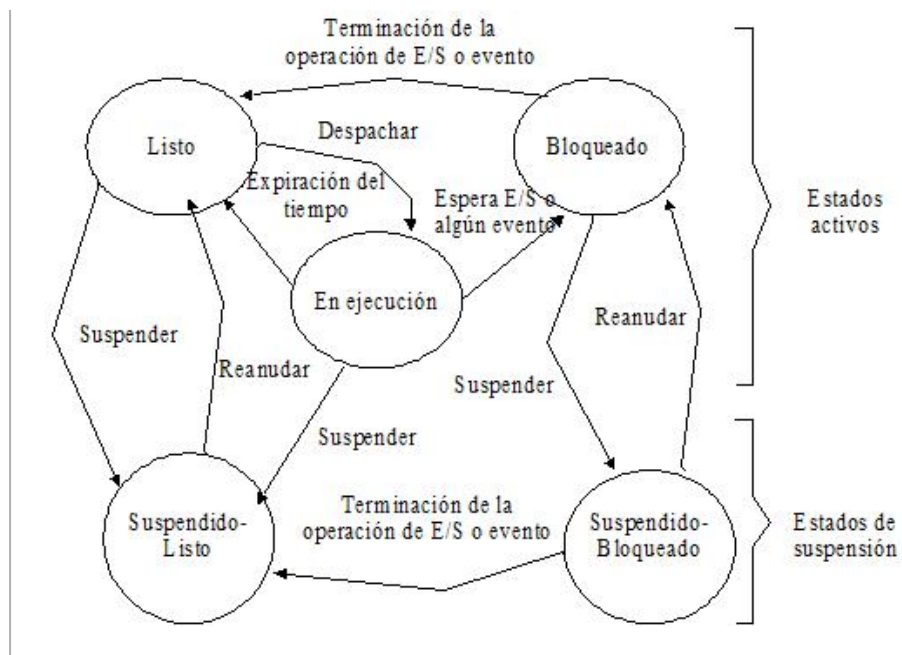 Terminación de la
operación de E/S o evento
Listo
Despachar
Bloqueado
Expiración del
tiempo
Espera E/S o
algún evento
Estados
activos
En ejecución
Suspender
Reanudar
Reanudar
Suspender
Suspender
Terminación de la
operación de E/S o evento
Suspendido-
Listo
Suspendido-
Bloqueado
Estados de
suspensión